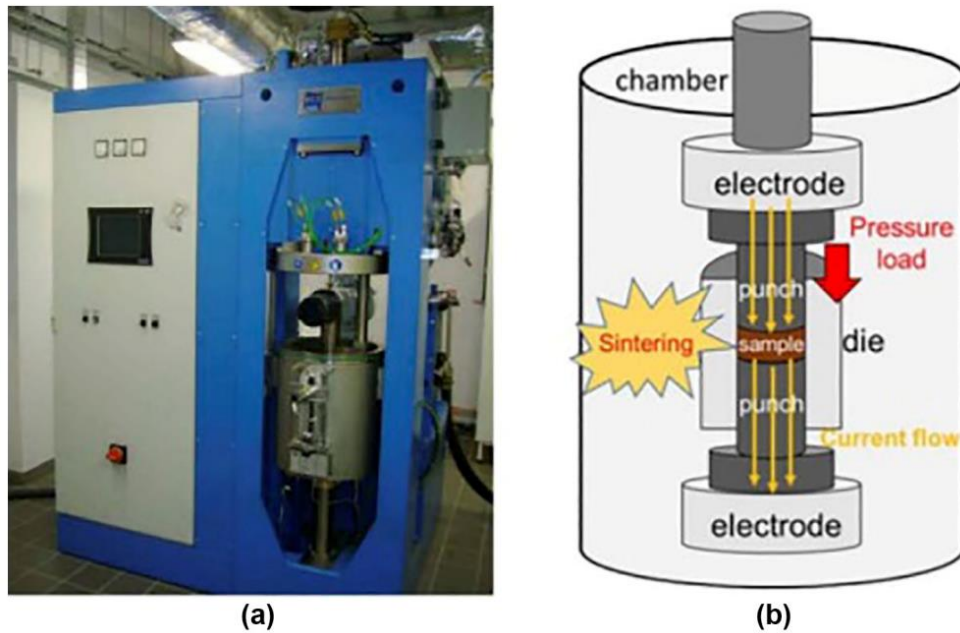 chamber
electrode
Pressure
load
punch
Sintering
sample
die
punch
Current flow
electrode
(a)
(b)